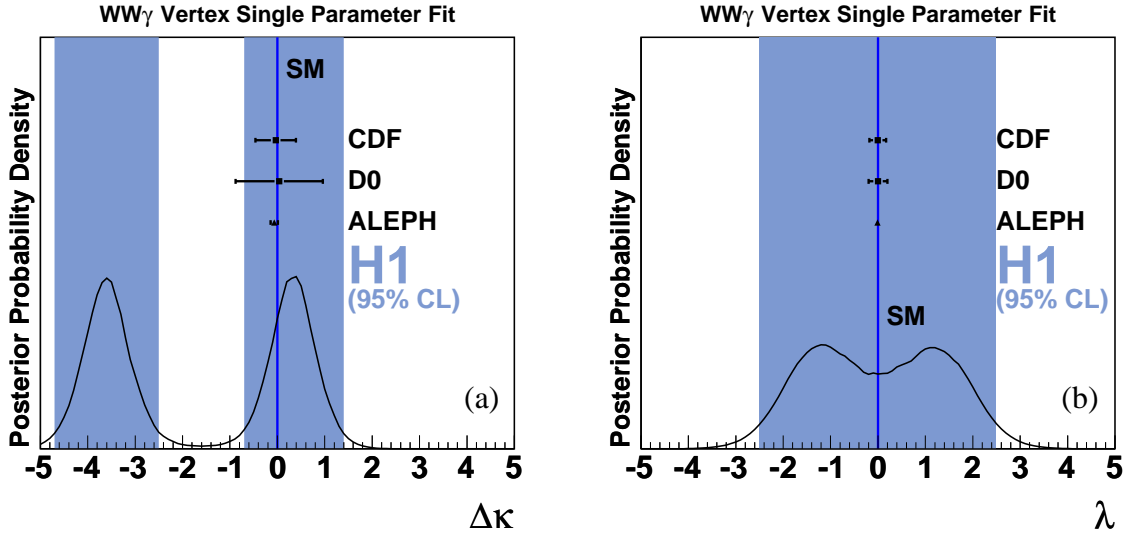 WWγ Vertex Single Parameter Fit
Posterior Probability Density
SM
CDF
D0
ALEPH
H1
(95% CL)
(a)
-5 -4 -3 -2 -1 0 1 2 3 4 5
Δκ
WWγ Vertex Single Parameter Fit
Posterior Probability Density
CDF
D0
ALEPH
H1
(95% CL)
SM
(b)
-5 -4 -3 -2 -1 0 1 2 3 4 5
λ